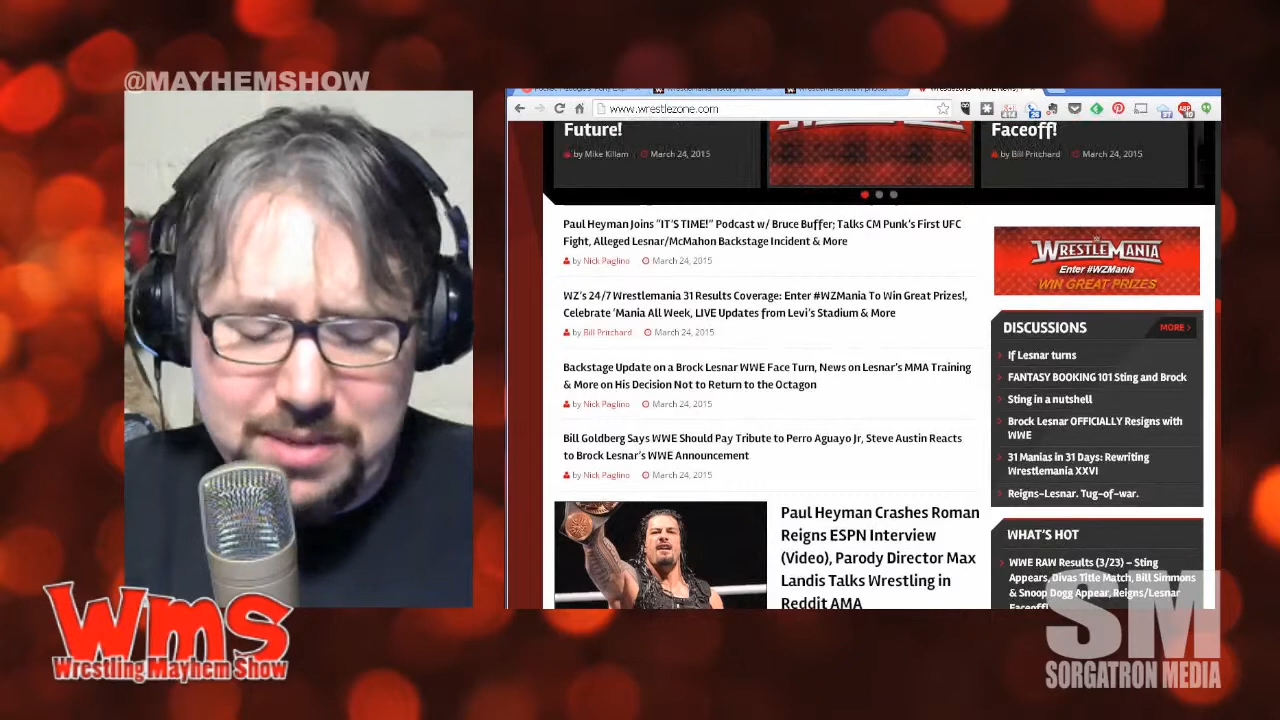 @MAYHEMSHOW
www.wrestlezone.com
Future!
by Mike Killam March 24, 2015
Faceoff!
by Bill Pritchard March 24, 2015
Paul Heyman Joins "IT'S TIME!" Podcast w/ Bruce Buffer; Talks CM Punk's First UFC
Fight, Alleged Lesnar/McMahon Backstage Incident & More
by Nick Paglino March 24, 2015
WZ's 24/7 Wrestlemania 31 Results Coverage: Enter #WZMania To Win Great Prizes!,
Celebrate 'Mania All Week, LIVE Updates from Levi's Stadium & More
by Bill Pritchard March 24, 2015
Backstage Update on a Brock Lesnar WWE Face Turn, News on Lesnar's MMA Training
& More on His Decision Not to Return to the Octagon
by Nick Paglino March 24, 2015
Bill Goldberg Says WWE Should Pay Tribute to Perro Aguayo Jr, Steve Austin Reacts
to Brock Lesnar's WWE Announcement
by Nick Paglino March 24, 2015
Paul Heyman Crashes Roman
Reigns ESPN Interview
(Video), Parody Director Max
Landis Talks Wrestling in
Reddit AMA
WRESTLEMANIA
Enter #WZMania
WIN GREAT PRIZES
DISCUSSIONS MORE
If Lesnar turns
FANTASY BOOKING 101 Sting and Brock
Sting in a nutshell
Brock Lesnar OFFICIALLY Resigns with
WWE
31 Manias in 31 Days: Rewriting
Wrestlemania XXVI
Reigns-Lesnar. Tug-of-war.
WHAT'S HOT
WWE RAW Results (3/23) – Sting
Appears, Divas Title Match, Bill Simmons
& Snoop Dogg Appear, Reigns/Lesnar
Faceoff!
WMS
Wrestling Mayhem Show
SM
SORGATRON MEDIA